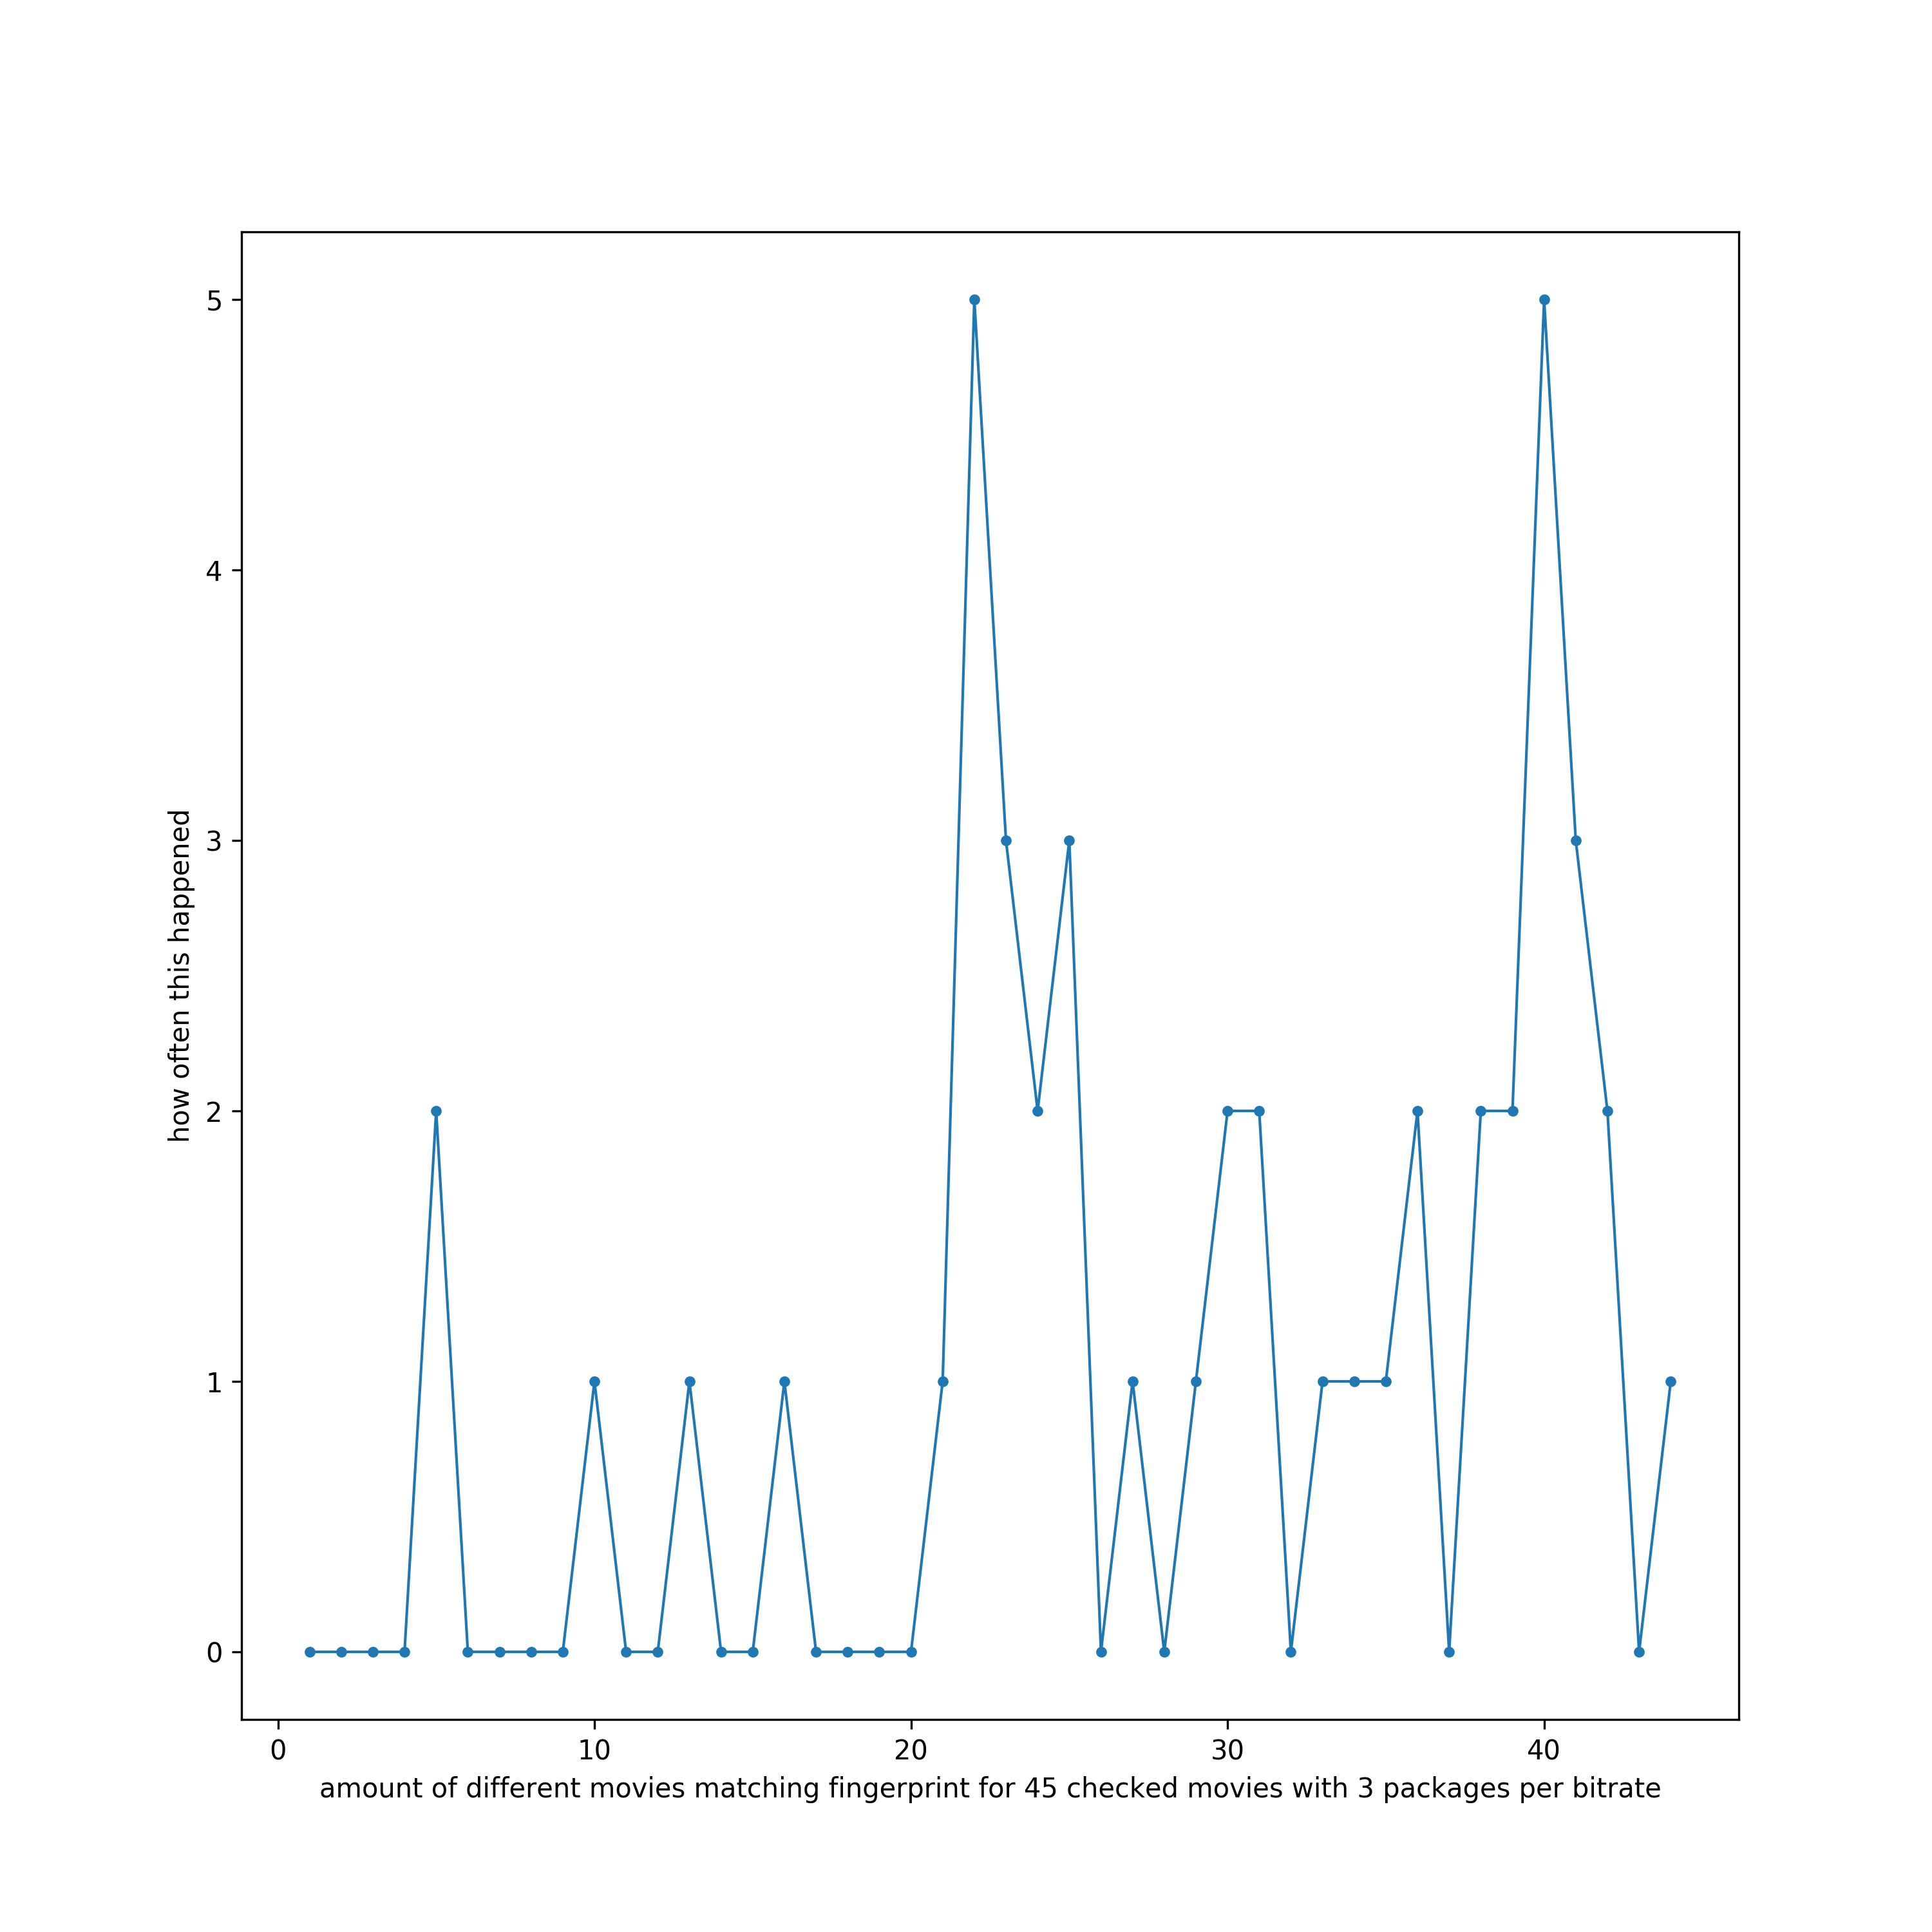 5
4
3
2
1
0
how often this happened
0 10 20 30 40
amount of different movies matching fingerprint for 45 checked movies with 3 packages per bitrate